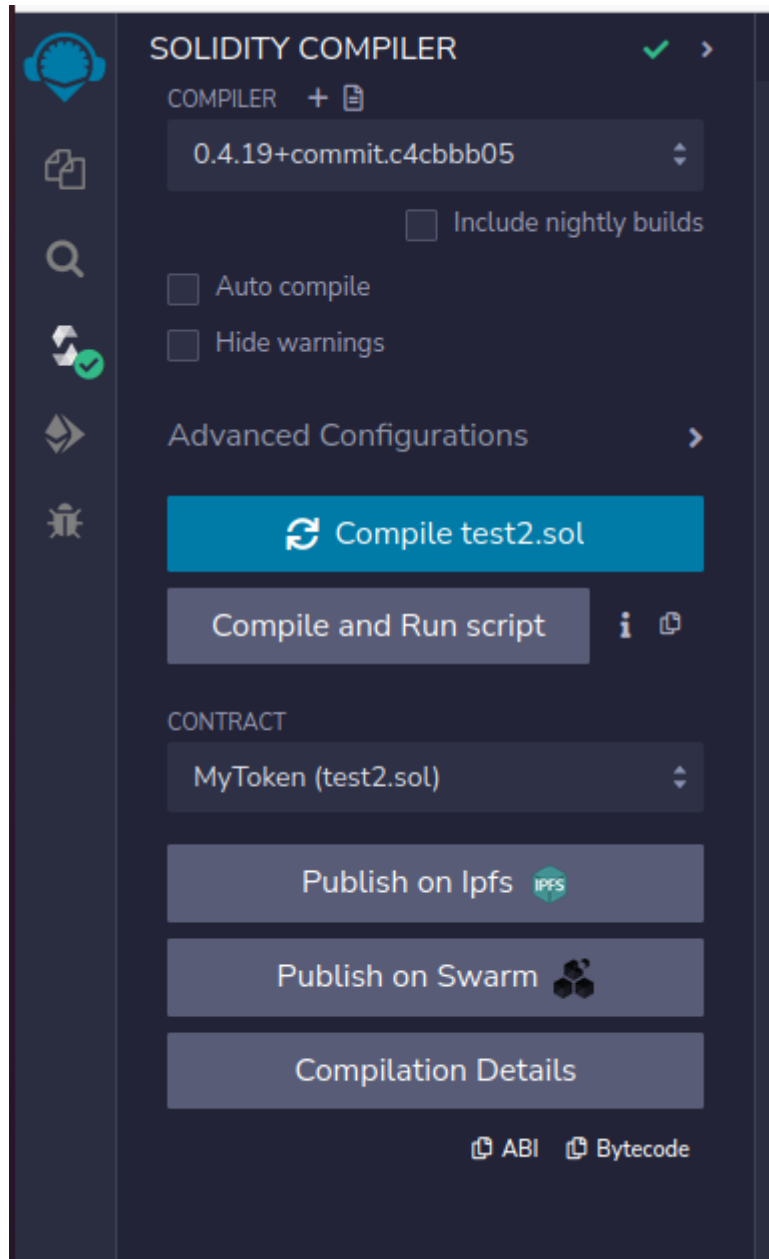 SOLIDITY COMPILER
COMPILER +
0.4.19+commit.c4cbbb05
Include nightly builds
Auto compile
Hide warnings
Advanced Configurations
Compile test2.sol
Compile and Run script i
CONTRACT
MyToken (test2.sol)
Publish on Ipfs IPFS
Publish on Swarm
Compilation Details
ABI Bytecode